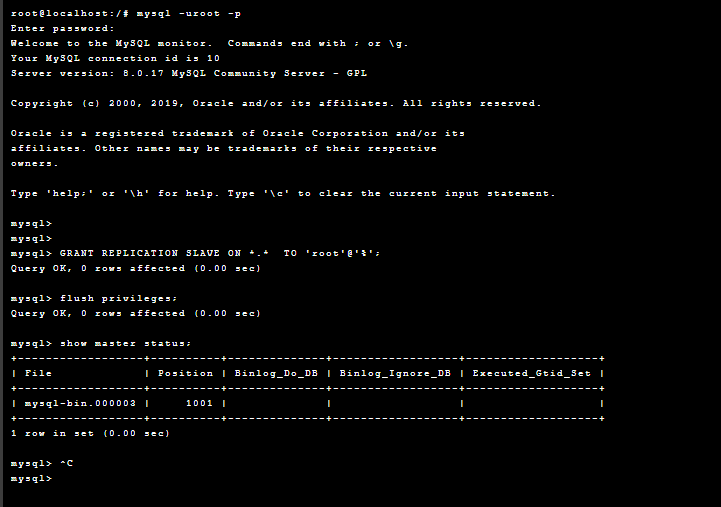 root@localhost:/# mysql -uroot -p
Enter password:
Welcome to the MySQL monitor.  Commands end with ; or \g.
Your MySQL connection id is 10
Server version: 8.0.17 MySQL Community Server - GPL
Copyright (c) 2000, 2019, Oracle and/or its affiliates. All rights reserved.
Oracle is a registered trademark of Oracle Corporation and/or its
affiliates. Other names may be trademarks of their respective
owners.
Type 'help;' or '\h' for help. Type '\c' to clear the current input statement.
mysql>
mysql>
mysql> GRANT REPLICATION SLAVE ON *.*  TO 'root'@'%';
Query OK, 0 rows affected (0.00 sec)
mysql> flush privileges;
Query OK, 0 rows affected (0.00 sec)
mysql> show master status;
+------------------+----------+--------------+------------------+-------------------+
| File             | Position | Binlog_Do_DB | Binlog_Ignore_DB | Executed_Gtid_Set |
+------------------+----------+--------------+------------------+-------------------+
| mysql-bin.000003 |     1001 |              |                  |                   |
+------------------+----------+--------------+------------------+-------------------+
1 row in set (0.00 sec)
mysql> ^C
mysql>